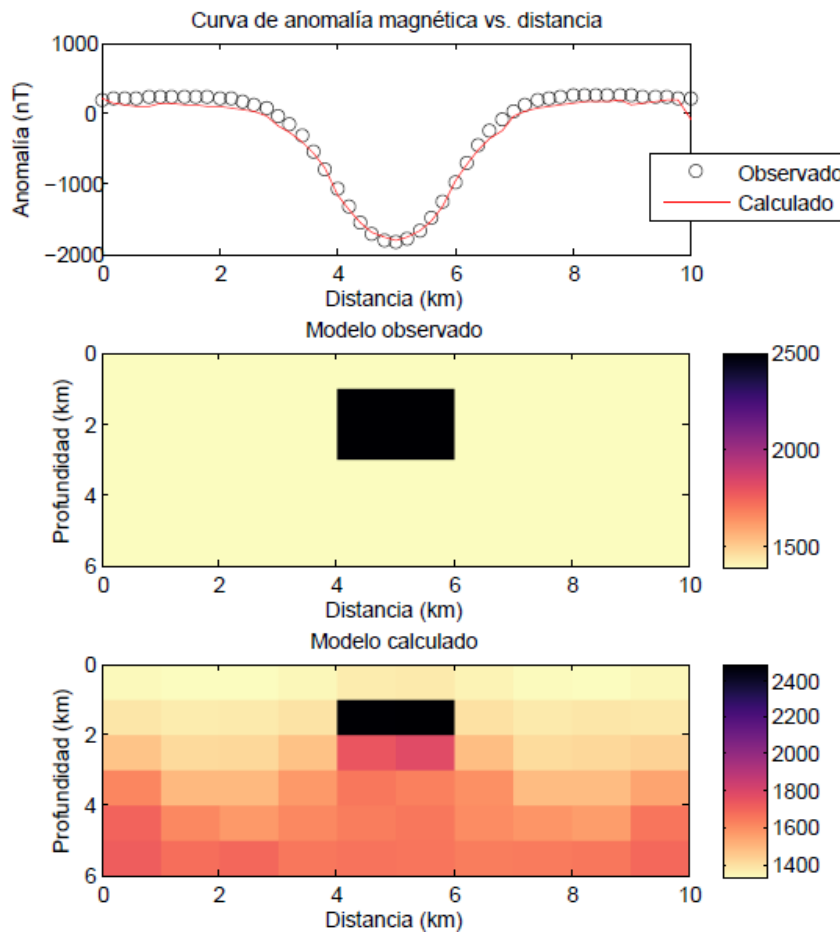 Curva de anomalía magnética vs. distancia
1000
0
−1000
−2000
Anomalía (nT)
Observado
Calculado
0 2 4 6 8 10
Distancia (km)
Modelo observado
0
2
4
6
Profundidad (km)
0 2 4 6 8 10
Distancia (km)
2500
2000
1500
Modelo calculado
0
2
4
6
Profundidad (km)
0 2 4 6 8 10
Distancia (km)
2400
2200
2000
1800
1600
1400